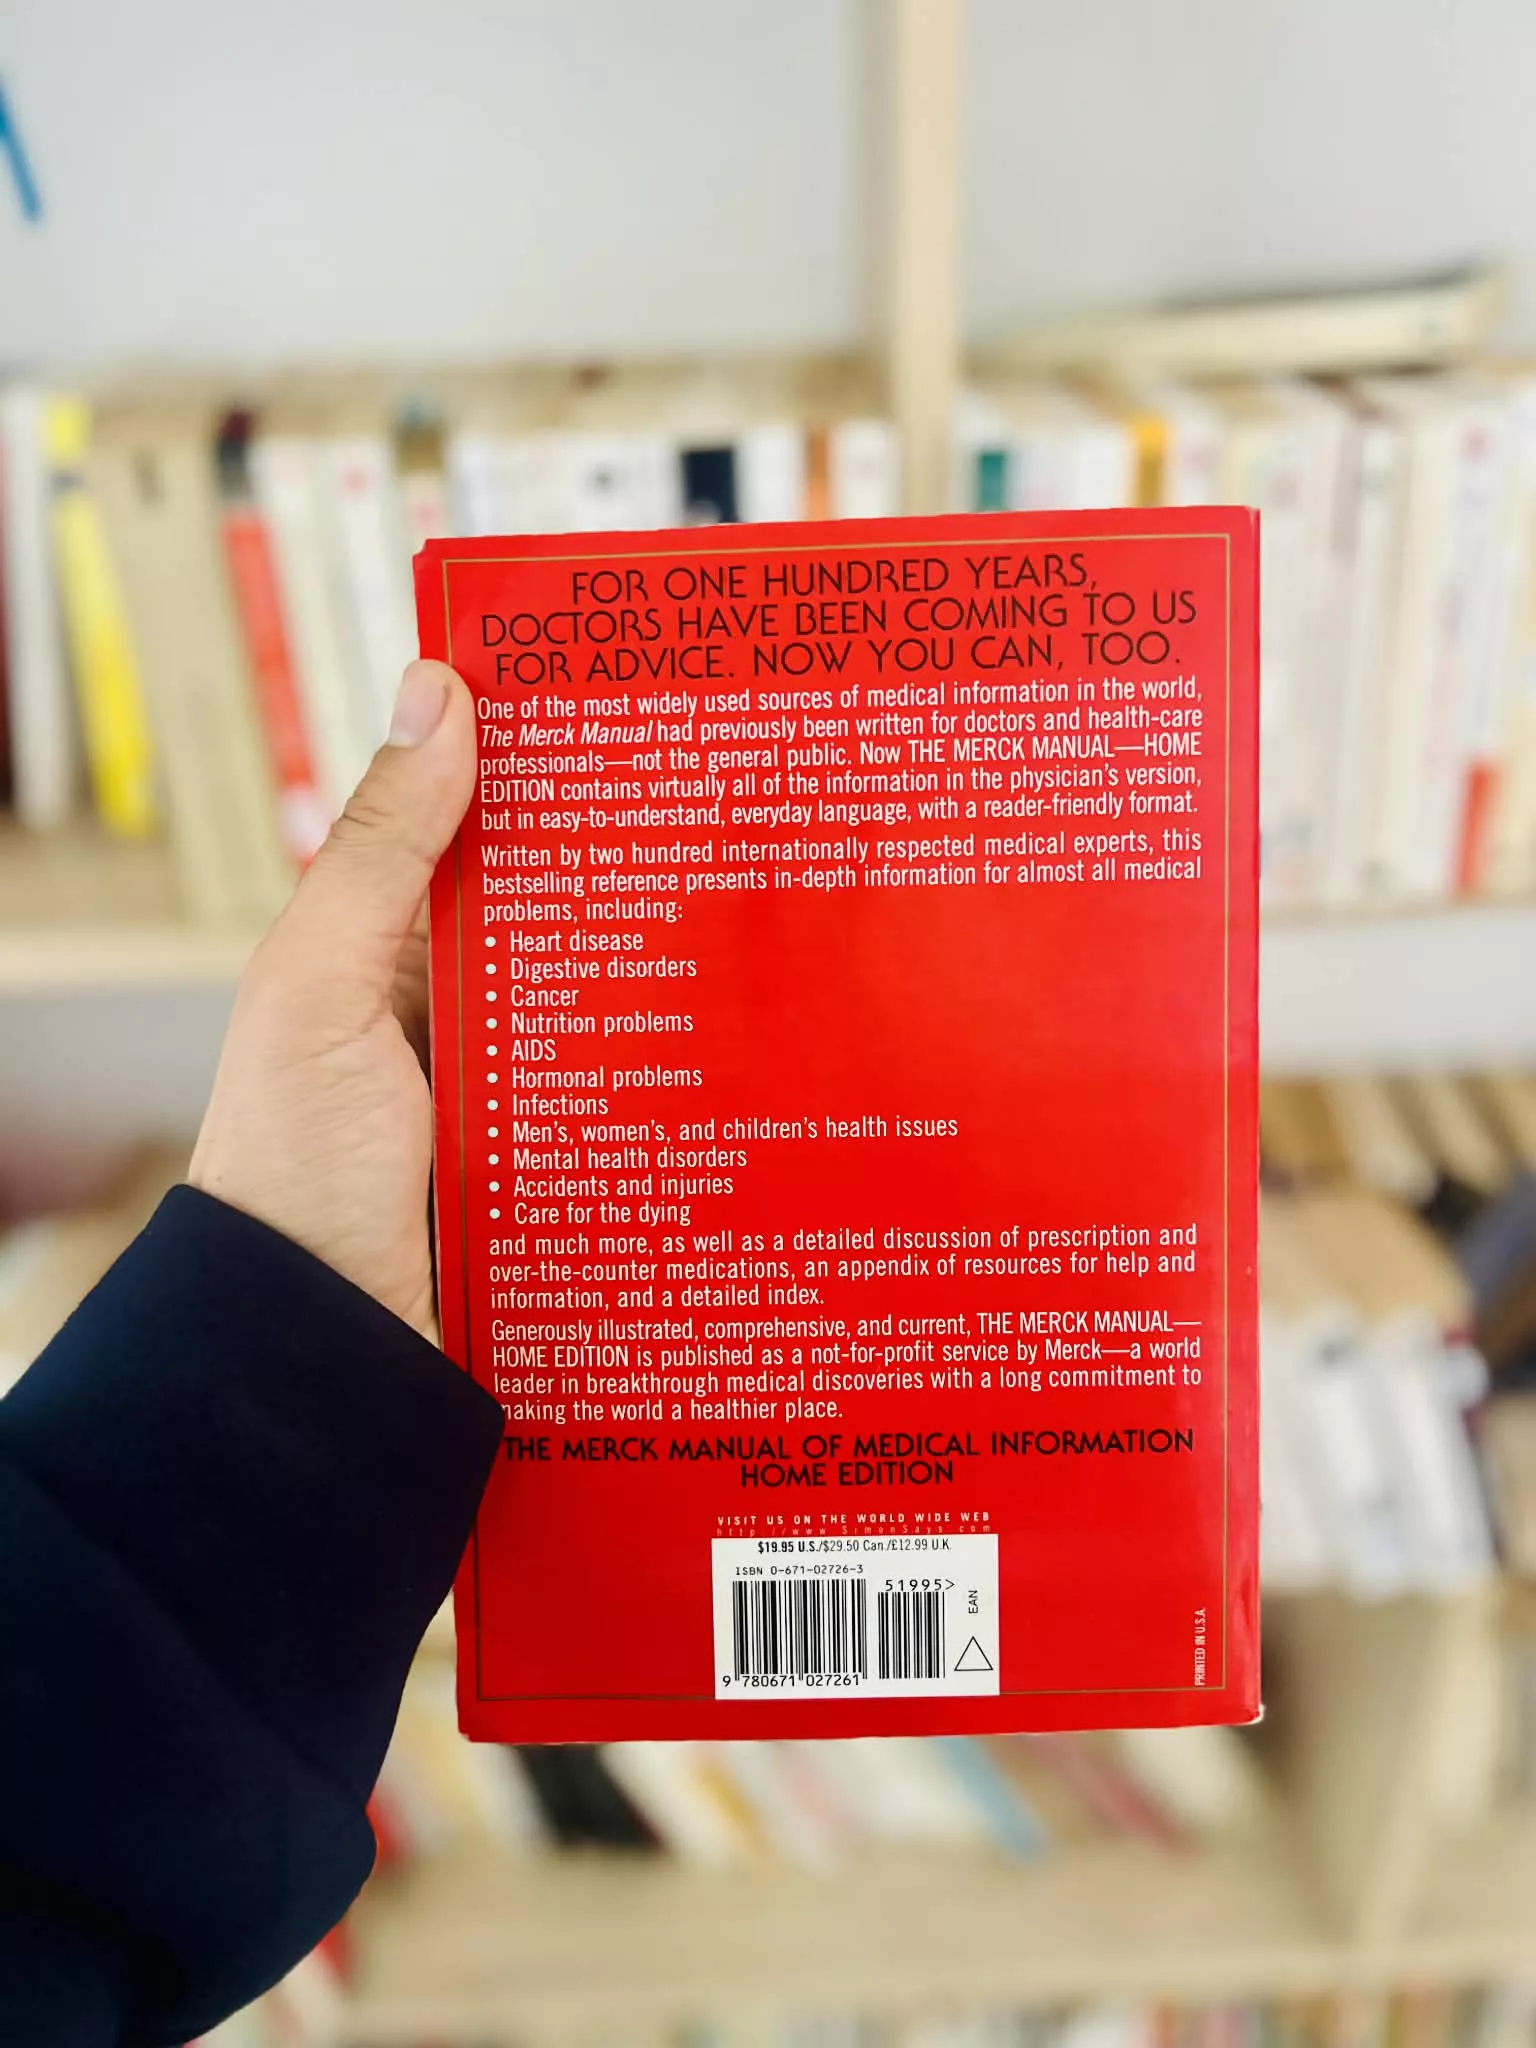 FOR ONE HUNDRED YEARS,
DOCTORS HAVE BEEN COMING TO US
FOR ADVICE. NOW YOU CAN, TOO.
One of the most widely used sources of medical information in the world,
The Merck Manual had previously been written for doctors and health-care
professionals—not the general public. Now THE MERCK MANUAL—HOME
EDITION contains virtually all of the information in the physician's version,
but in easy-to-understand, everyday language, with a reader-friendly format.
Written by two hundred internationally respected medical experts, this
bestselling reference presents in-depth information for almost all medical
problems, including:
• Heart disease
• Digestive disorders
• Cancer
• Nutrition problems
• AIDS
• Hormonal problems
• Infections
• Men's, women's, and children's health issues
• Mental health disorders
• Accidents and injuries
• Care for the dying
and much more, as well as a detailed discussion of prescription and
over-the-counter medications, an appendix of resources for help and
information, and a detailed index.
Generously illustrated, comprehensive, and current, THE MERCK MANUAL—
HOME EDITION is published as a not-for-profit service by Merck—a world
leader in breakthrough medical discoveries with a long commitment to
making the world a healthier place.
THE MERCK MANUAL OF MEDICAL INFORMATION
HOME EDITION
VISIT US ON THE WORLD WIDE WEB
http://www.SimonSays.com
$19.95 U.S./$29.50 Can./£12.99 U.K.
ISBN 0-671-02726-3
51995>
EAN
9 780671 027261
PRINTED IN U.S.A.